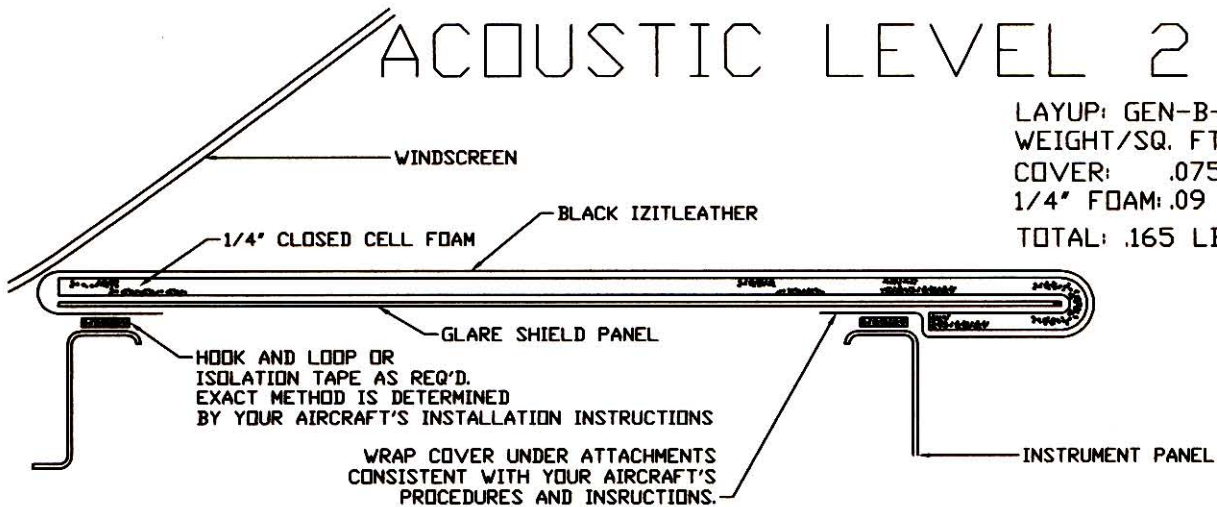 ACOUSTIC LEVEL 2
LAYUP: GEN-B-
WEIGHT/SQ. FT
COVER: .075
1/4" FOAM: .09
TOTAL: .165
WINDSCREEN
BLACK IZITLEATHER
1/4" CLOSED CELL FOAM
GLARE SHIELD PANEL
HOOK AND LOOP OR
ISOLATION TAPE AS REQ'D.
EXACT METHOD IS DETERMINED
BY YOUR AIRCRAFT'S INSTALLATION INSTRUCTIONS
WRAP COVER UNDER ATTACHMENTS
CONSISTENT WITH YOUR AIRCRAFT'S
PROCEDURES AND INSRUCTIONS.
INSTRUMENT PANEL